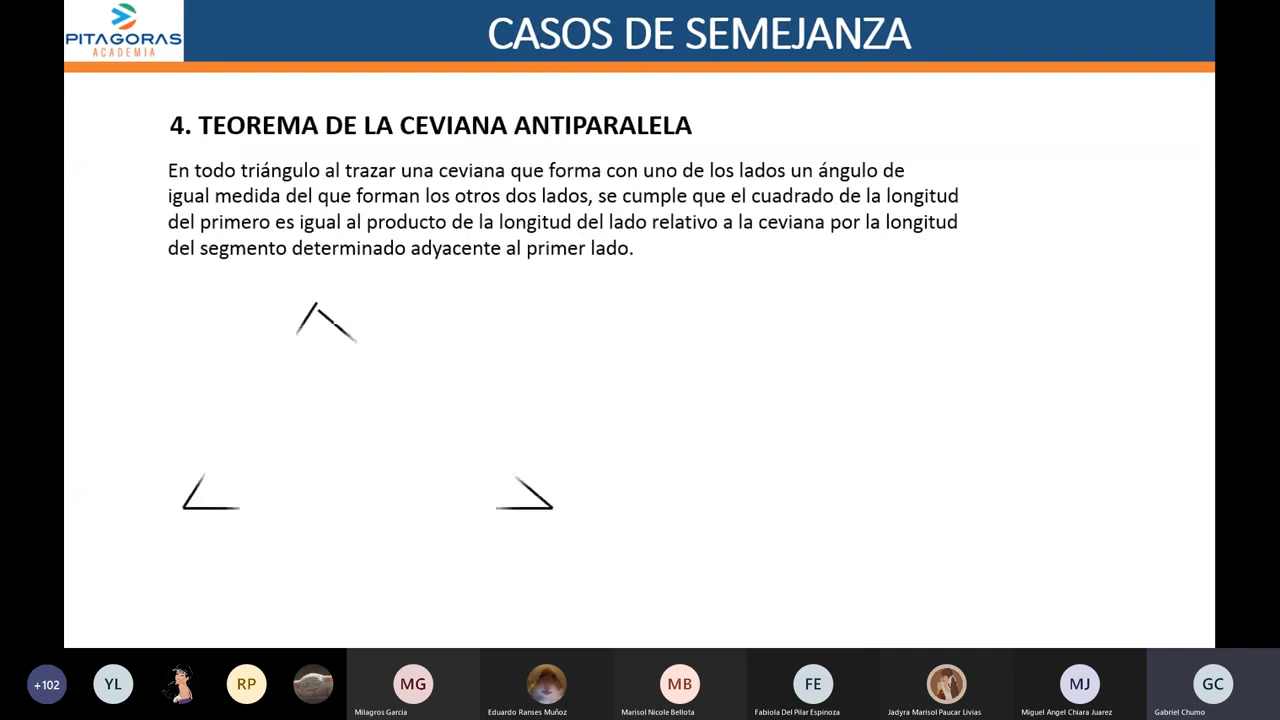 PITAGORAS
ACADEMIA
CASOS DE SEMEJANZA
4. TEOREMA DE LA CEVIANA ANTIPARALELA
En todo triángulo al trazar una ceviana que forma con uno de los lados un ángulo de
igual medida del que forman los otros dos lados, se cumple que el cuadrado de la longitud
del primero es igual al producto de la longitud del lado relativo a la ceviana por la longitud
del segmento determinado adyacente al primer lado.
+102
YL
RP
MG
MB
FE
MJ
GC
Milagros Garcia
Eduardo Ranses Muñoz
Marisol Nicole Bellota
Fabiola Del Pilar Espinoza
Jadyra Marisol Paucar Livias
Miguel Angel Chiara Juarez
Gabriel Chumo